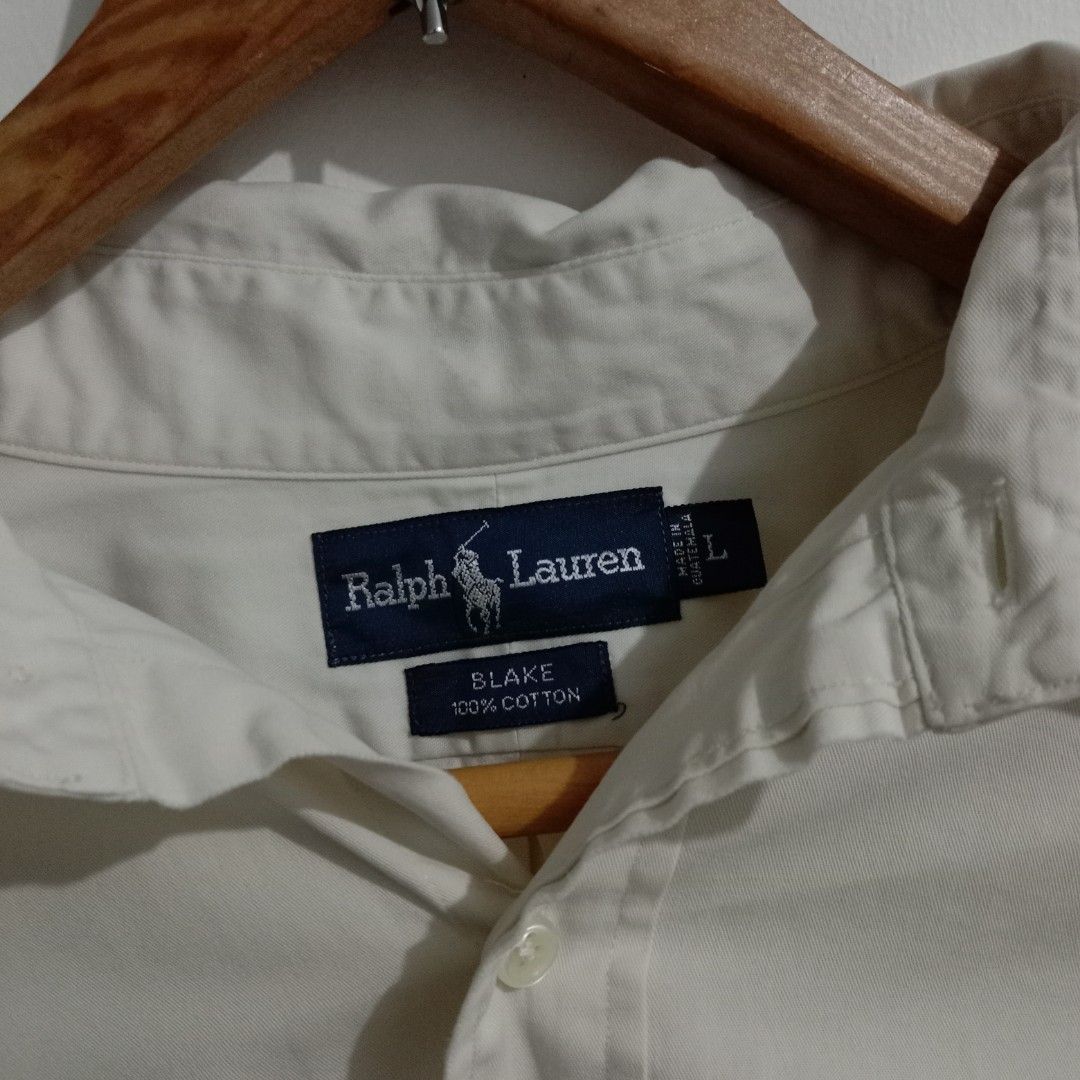 Ralph Lauren
MADE IN
GUATEMALA
L
BLAKE
100% COTTON